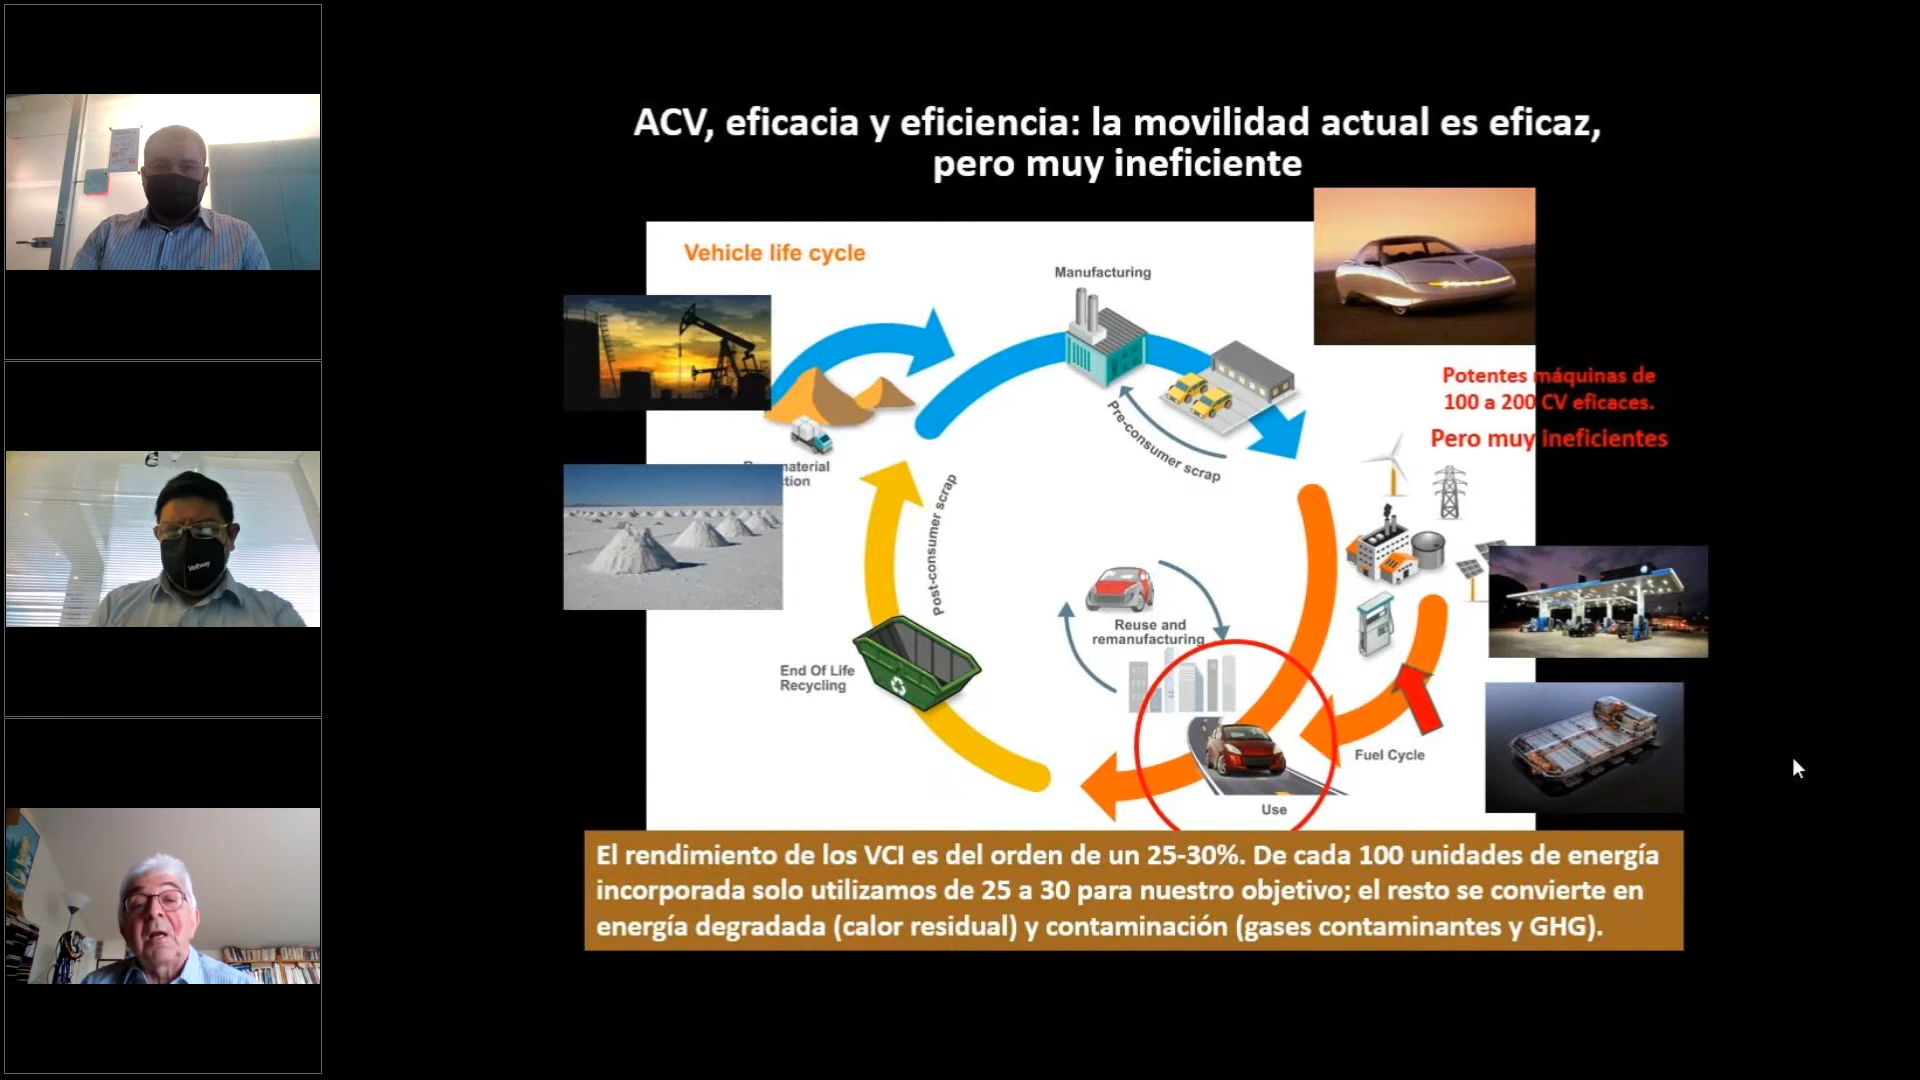 ACV, eficacia y eficiencia: la movilidad actual es eficaz,
pero muy ineficiente
Vehicle life cycle
Manufacturing
Pre-consumer scrap
Potentes máquinas de
100 a 200 CV eficaces.
Pero muy ineficientes
material
Post-consumer scrap
Reuse and
remanufacturing
End Of Life
Recycling
Fuel Cycle
Use
El rendimiento de los VCI es del orden de un 25-30%. De cada 100 unidades de energía
incorporada solo utilizamos de 25 a 30 para nuestro objetivo; el resto se convierte en
energía degradada (calor residual) y contaminación (gases contaminantes y GHG).